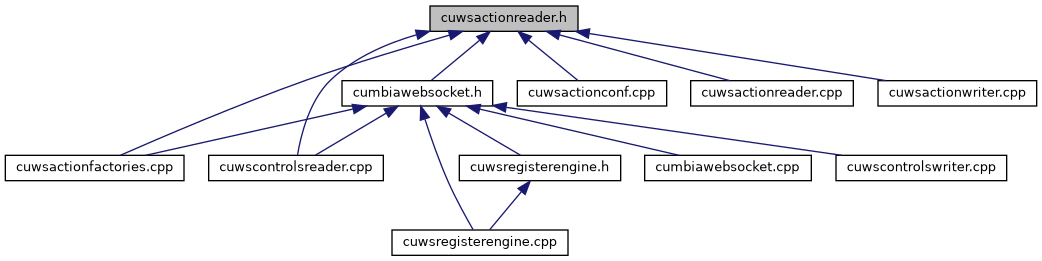 cuwsactionreader.h
cumbiawebsocket.h
cuwsactionconf.cpp
cuwsactionreader.cpp
cuwsactionwriter.cpp
cuwsactionfactories.cpp
cuwscontrolsreader.cpp
cuwsregisterengine.h
cumbiawebsocket.cpp
cuwscontrolswriter.cpp
cuwsregisterengine.cpp